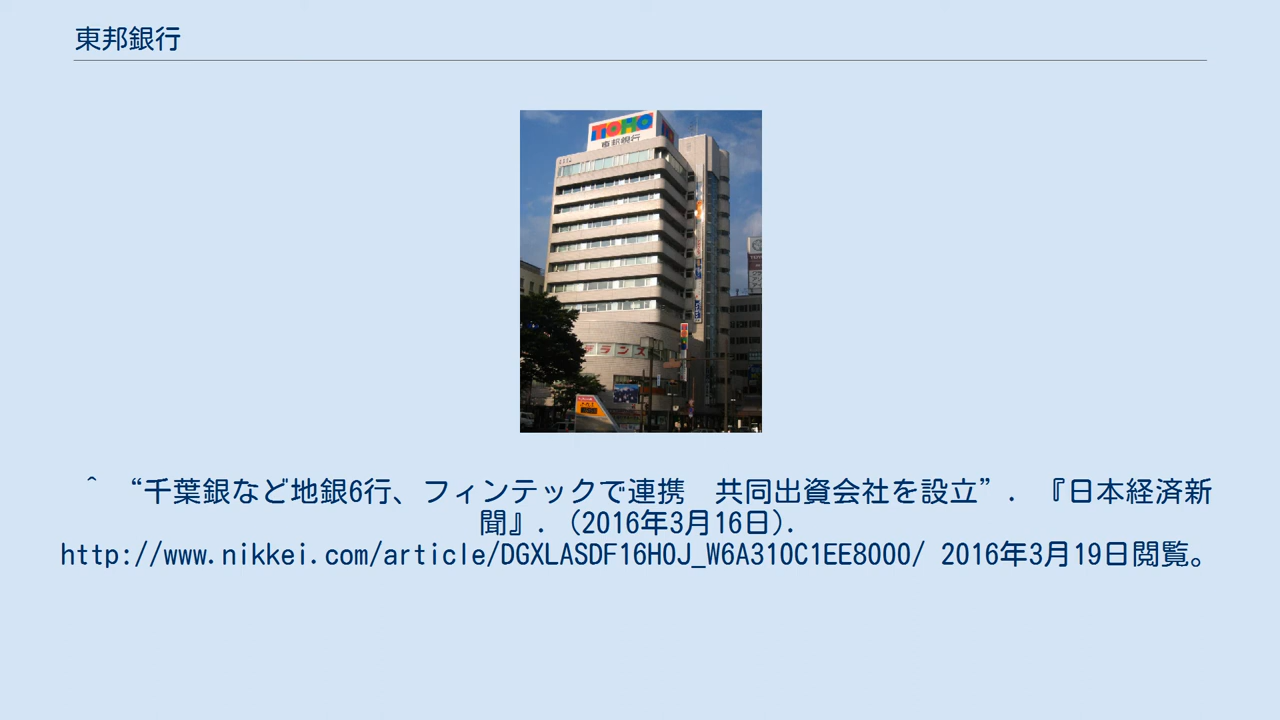 東邦銀行
TOHO
東邦銀行
^ “千葉銀など地銀6行、フィンテックで連携 共同出資会社を設立”. 『日本経済新
聞』. (2016年3月16日).
http://www.nikkei.com/article/DGXLASDF16H0J_W6A310C1EE8000/ 2016年3月19日閲覧。